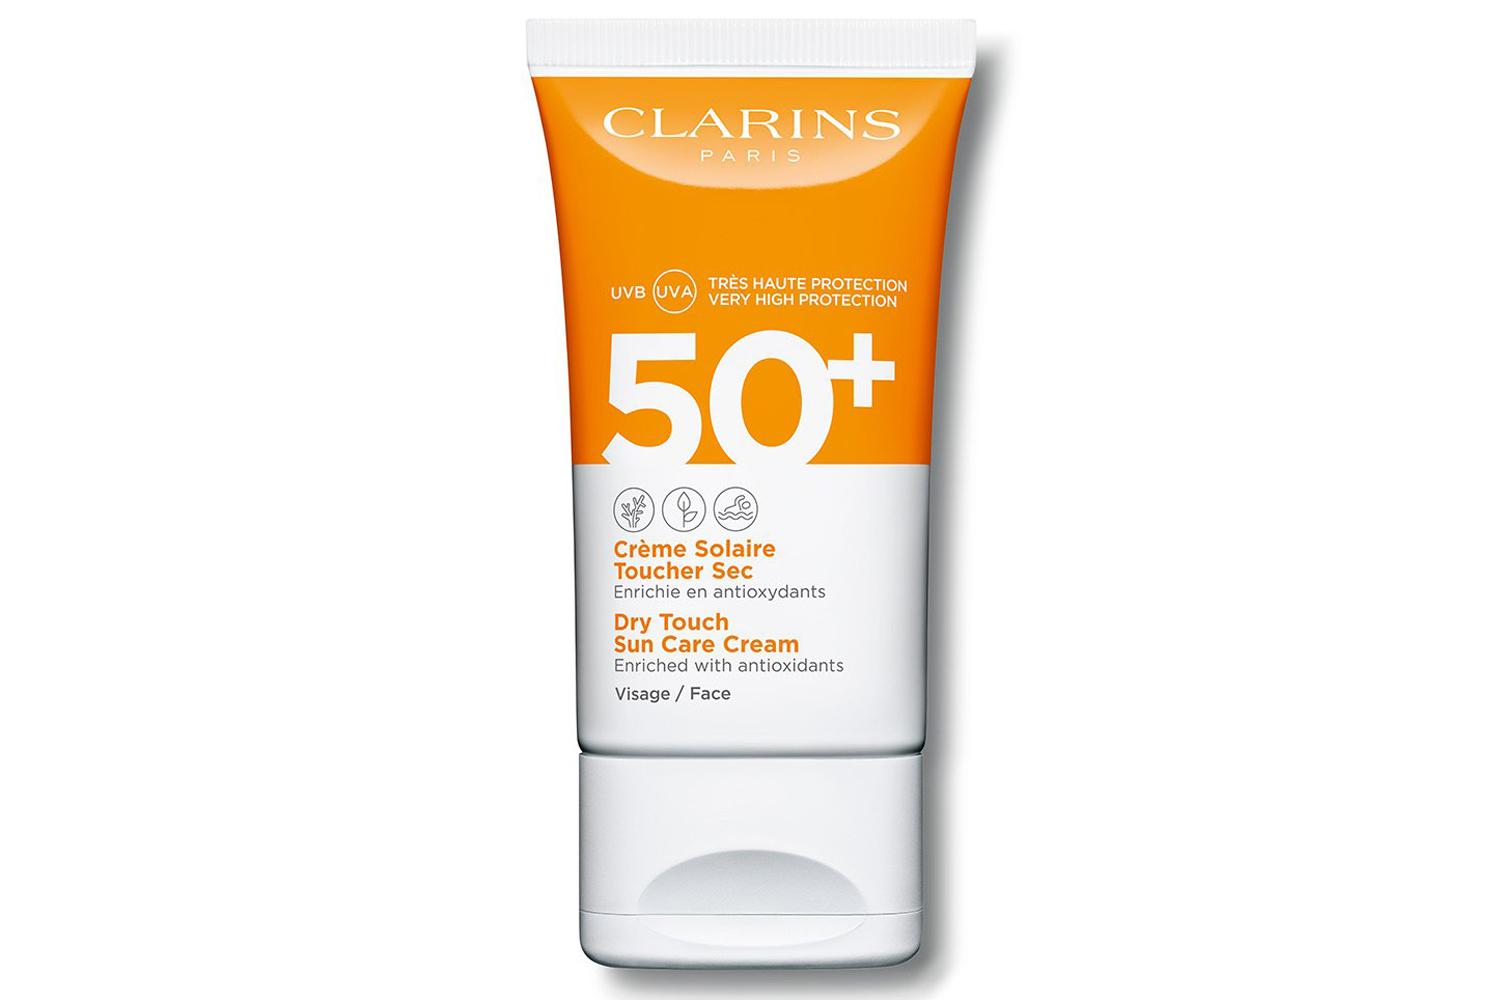 CLARINS
PARIS
UVB UVA TRÈS HAUTE PROTECTION
VERY HIGH PROTECTION
50+
Crème Solaire
Toucher Sec
Enrichie en antioxydants
Dry Touch
Sun Care Cream
Enriched with antioxidants
Visage / Face